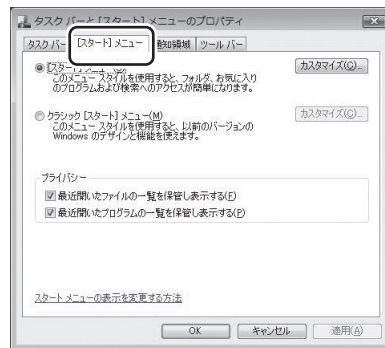 タスク バーと [スタート] メニューのプロパティ
タスク バー [スタート] メニュー 通知領域 ツール バー
[スタート] メニュー(S) カスタマイズ(C)...
このメニュー スタイルを使用すると、フォルダ、お気に入り
のプログラムおよび検索へのアクセスが簡単になります。
クラシック [スタート] メニュー(M) カスタマイズ(C)...
このメニュー スタイルを使用すると、以前のバージョンの
Windows のデザインと機能を使えます。
プライバシー
最近開いたファイルの一覧を保管し表示する(F)
最近開いたプログラムの一覧を保管し表示する(P)
スタート メニューの表示を変更する方法
OK キャンセル 適用(A)